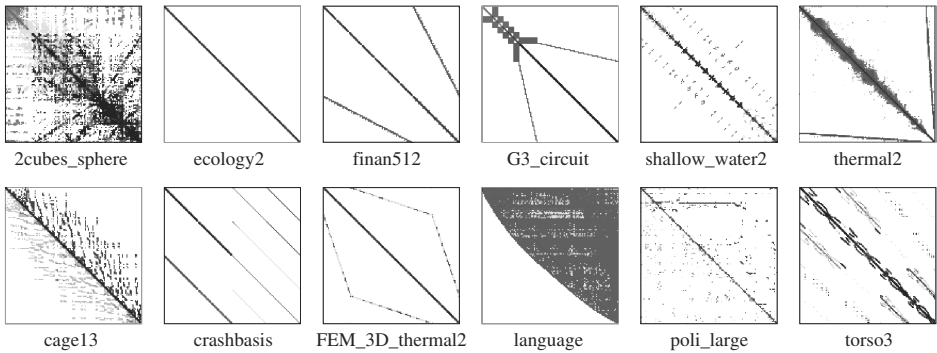 2cubes_sphere ecology2 finan512 G3_circuit shallow_water2 thermal2
cage13 crashbasis FEM_3D_thermal2 language poli_large torso3